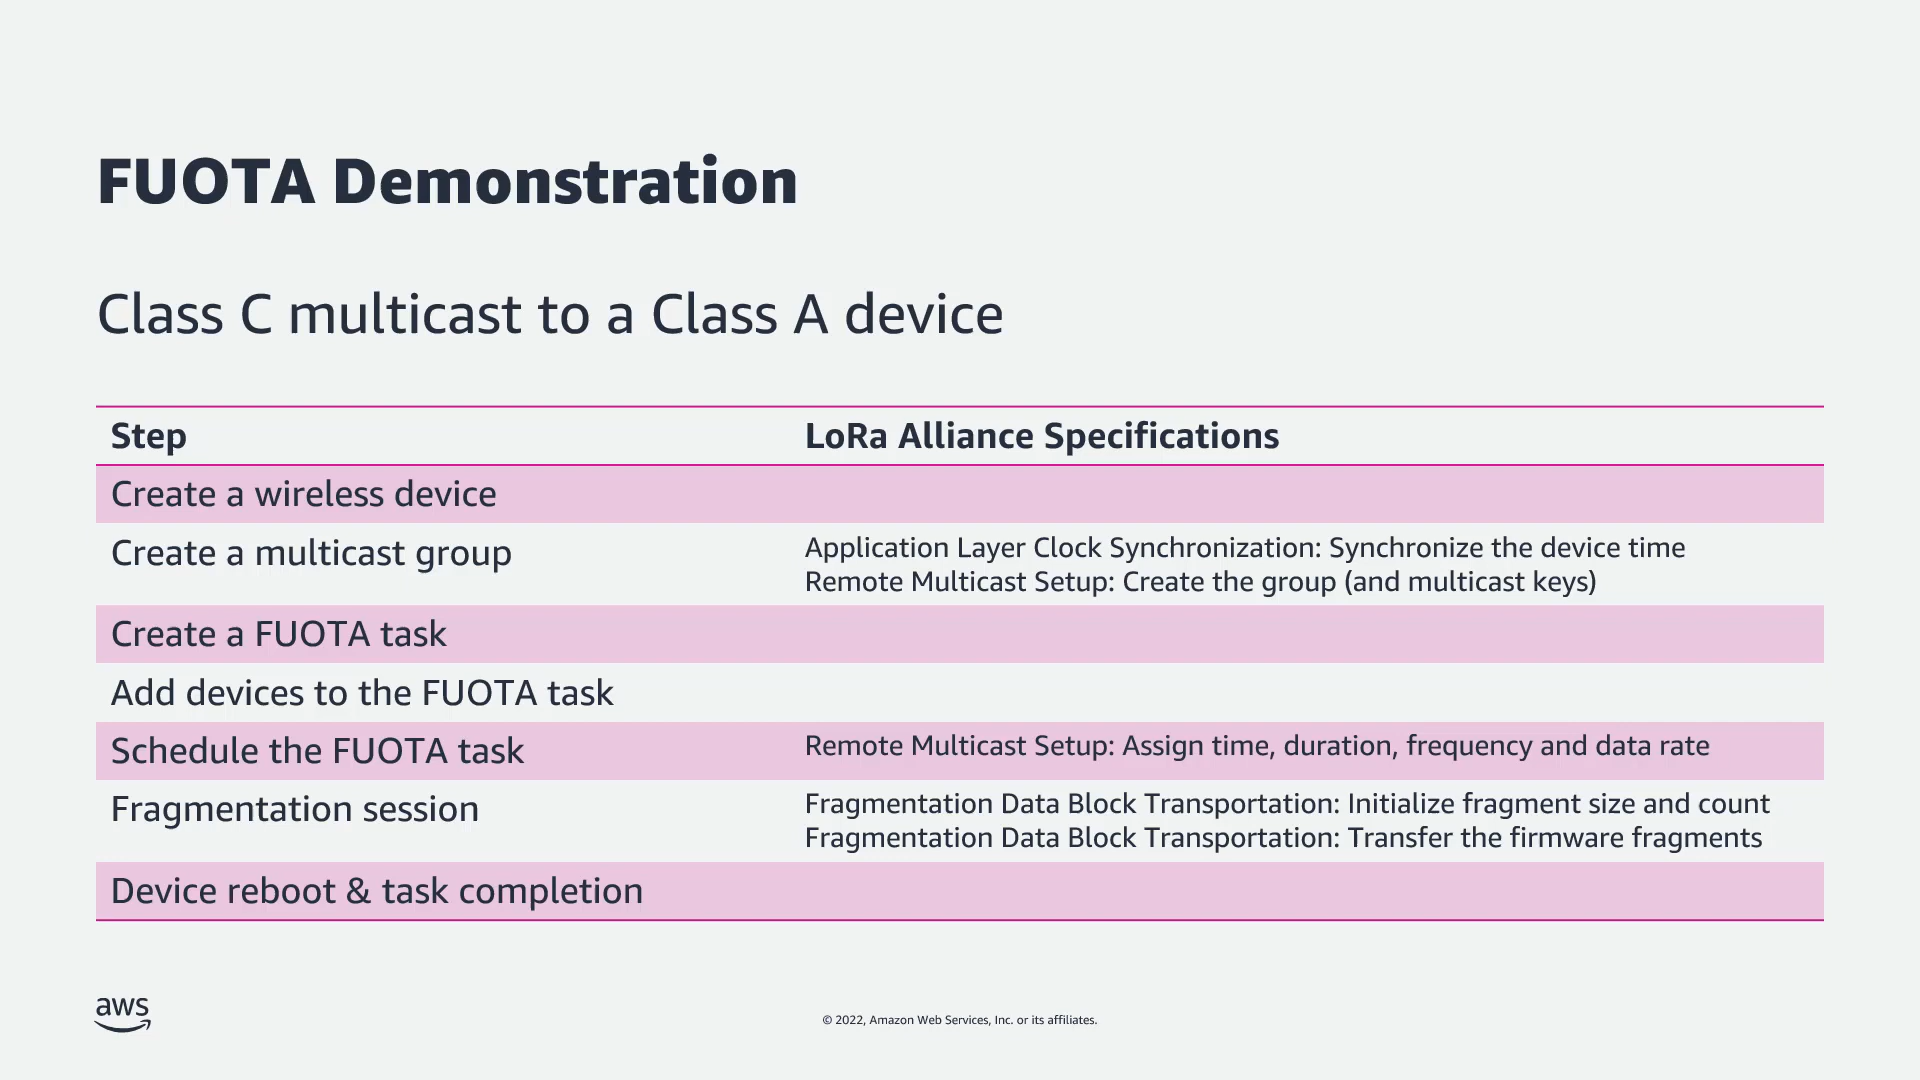 FUOTA Demonstration
Class C multicast to a Class A device
Step LoRa Alliance Specifications
Create a wireless device
Create a multicast group Application Layer Clock Synchronization: Synchronize the device time
Remote Multicast Setup: Create the group (and multicast keys)
Create a FUOTA task
Add devices to the FUOTA task
Schedule the FUOTA task Remote Multicast Setup: Assign time, duration, frequency and data rate
Fragmentation session Fragmentation Data Block Transportation: Initialize fragment size and count
Fragmentation Data Block Transportation: Transfer the firmware fragments
Device reboot & task completion
aws
© 2022, Amazon Web Services, Inc. or its affiliates.